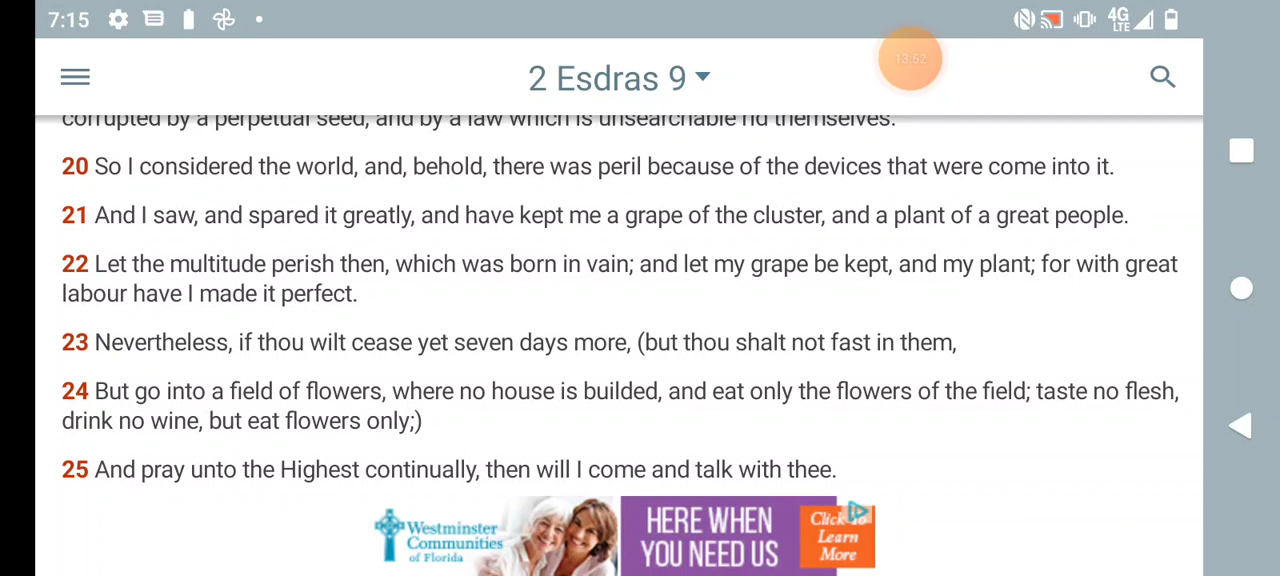 7:15
4G
LTE
2 Esdras 9
13:52
corrupted by a perpetual seed, and by a law which is unsearchable rid themselves.
20 So I considered the world, and, behold, there was peril because of the devices that were come into it.
21 And I saw, and spared it greatly, and have kept me a grape of the cluster, and a plant of a great people.
22 Let the multitude perish then, which was born in vain; and let my grape be kept, and my plant; for with great
labour have I made it perfect.
23 Nevertheless, if thou wilt cease yet seven days more, (but thou shalt not fast in them,
24 But go into a field of flowers, where no house is builded, and eat only the flowers of the field; taste no flesh,
drink no wine, but eat flowers only;)
25 And pray unto the Highest continually, then will I come and talk with thee.
Westminster
Communities
of Florida
HERE WHEN
YOU NEED US
Click To
Learn
More